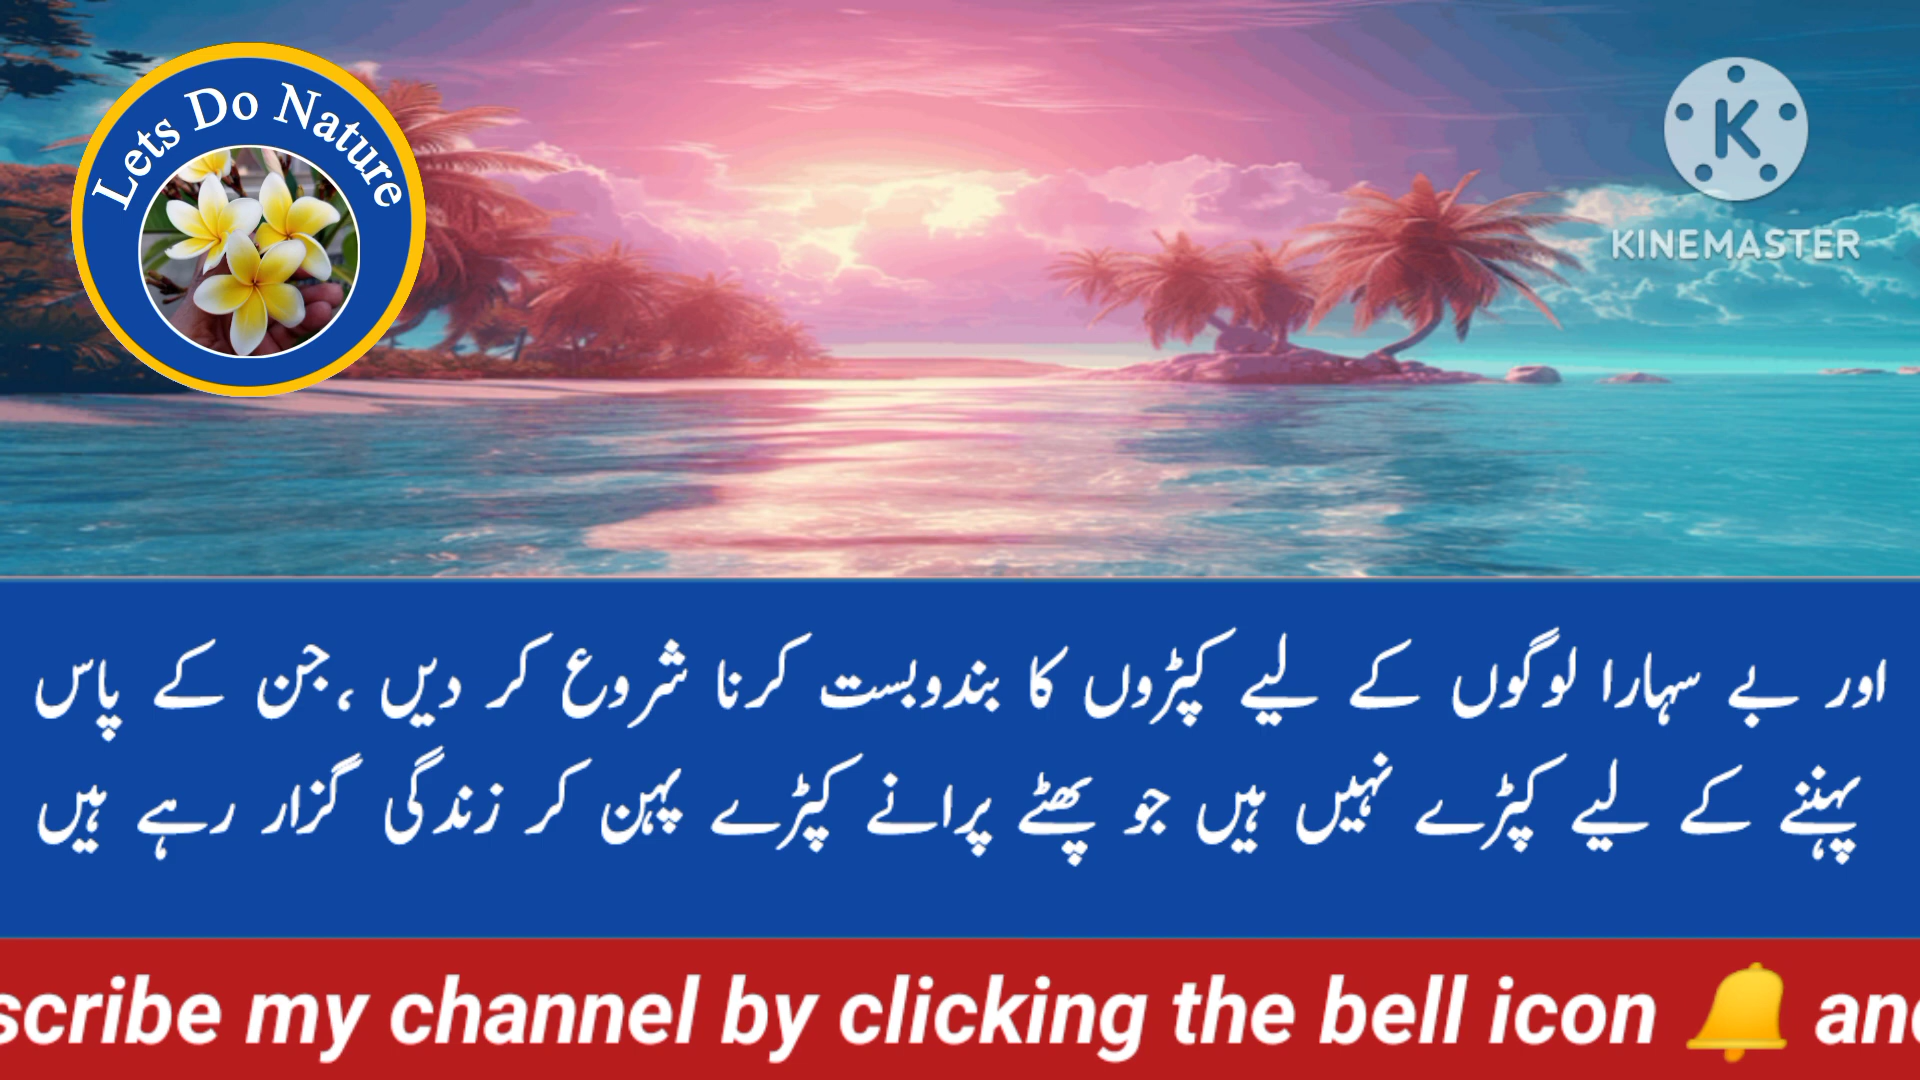 Lets Do Nature
K
KINEMASTER
اور بے سہارا لوگوں کے لیے کپڑوں کا بندوبست کرنا شروع کر دیں ،جن کے پاس
پہننے کے لیے کپڑے نہیں ہیں جو پھٹے پرانے کپڑے پہن کر زندگی گزار رہے ہیں
scribe my channel by clicking the bell icon 🔔 and